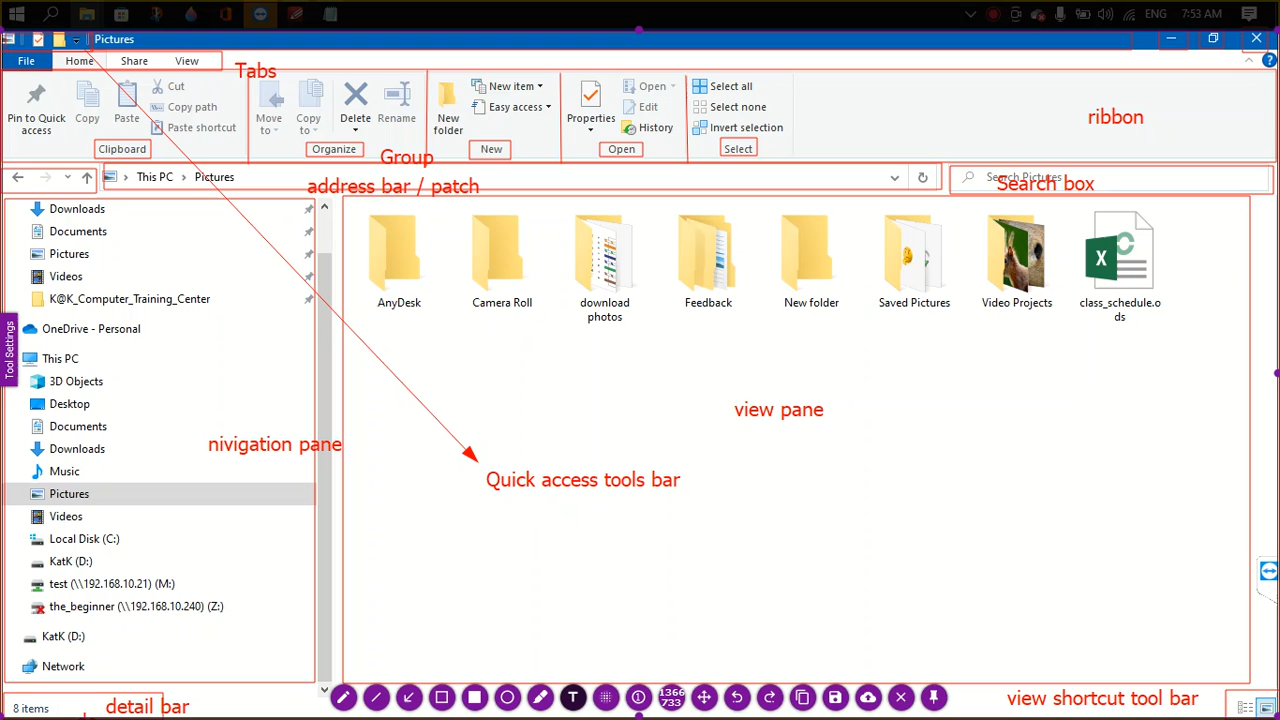 ENG 7:53 AM
Pictures
File Home Share View
Tabs
Pin to Quick access
Copy
Paste
Cut
Copy path
Paste shortcut
Clipboard
Move to
Copy to
Delete
Rename
Organize
New folder
New item
Easy access
New
Properties
Open
Edit
History
Open
Select all
Select none
Invert selection
Select
ribbon
Group
This PC > Pictures
address bar / patch
Search Pictures
Search box
Downloads
Documents
Pictures
Videos
K@K_Computer_Training_Center
OneDrive - Personal
This PC
3D Objects
Desktop
Documents
Downloads
Music
Pictures
Videos
Local Disk (C:)
KatK (D:)
test (\\192.168.10.21) (M:)
the_beginner (\\192.168.10.240) (Z:)
KatK (D:)
Network
Tool Settings
nivigation pane
AnyDesk
Camera Roll
download photos
Feedback
New folder
Saved Pictures
Video Projects
class_schedule.o
ds
view pane
Quick access tools bar
T
1366
733
view shortcut tool bar
8 items
detail bar